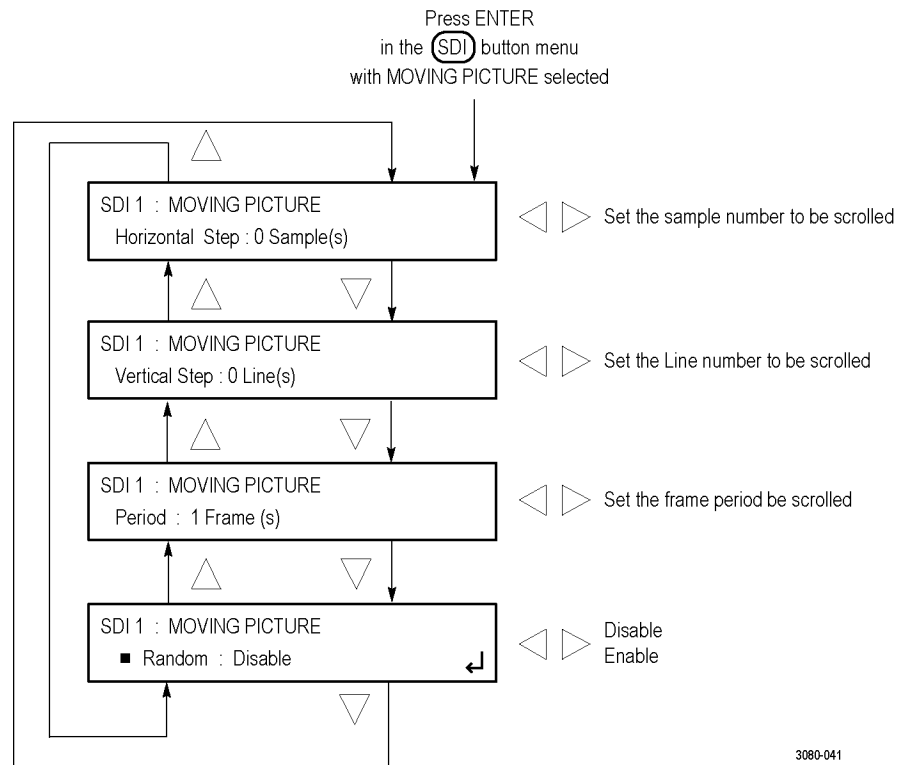 Press ENTER
in the SDI button menu
with MOVING PICTURE selected
SDI 1 : MOVING PICTURE
Horizontal Step : 0 Sample(s)
Set the sample number to be scrolled
SDI 1 : MOVING PICTURE
Vertical Step : 0 Line(s)
Set the Line number to be scrolled
SDI 1 : MOVING PICTURE
Period : 1 Frame (s)
Set the frame period be scrolled
SDI 1 : MOVING PICTURE
■ Random : Disable
Disable
Enable
3080-041